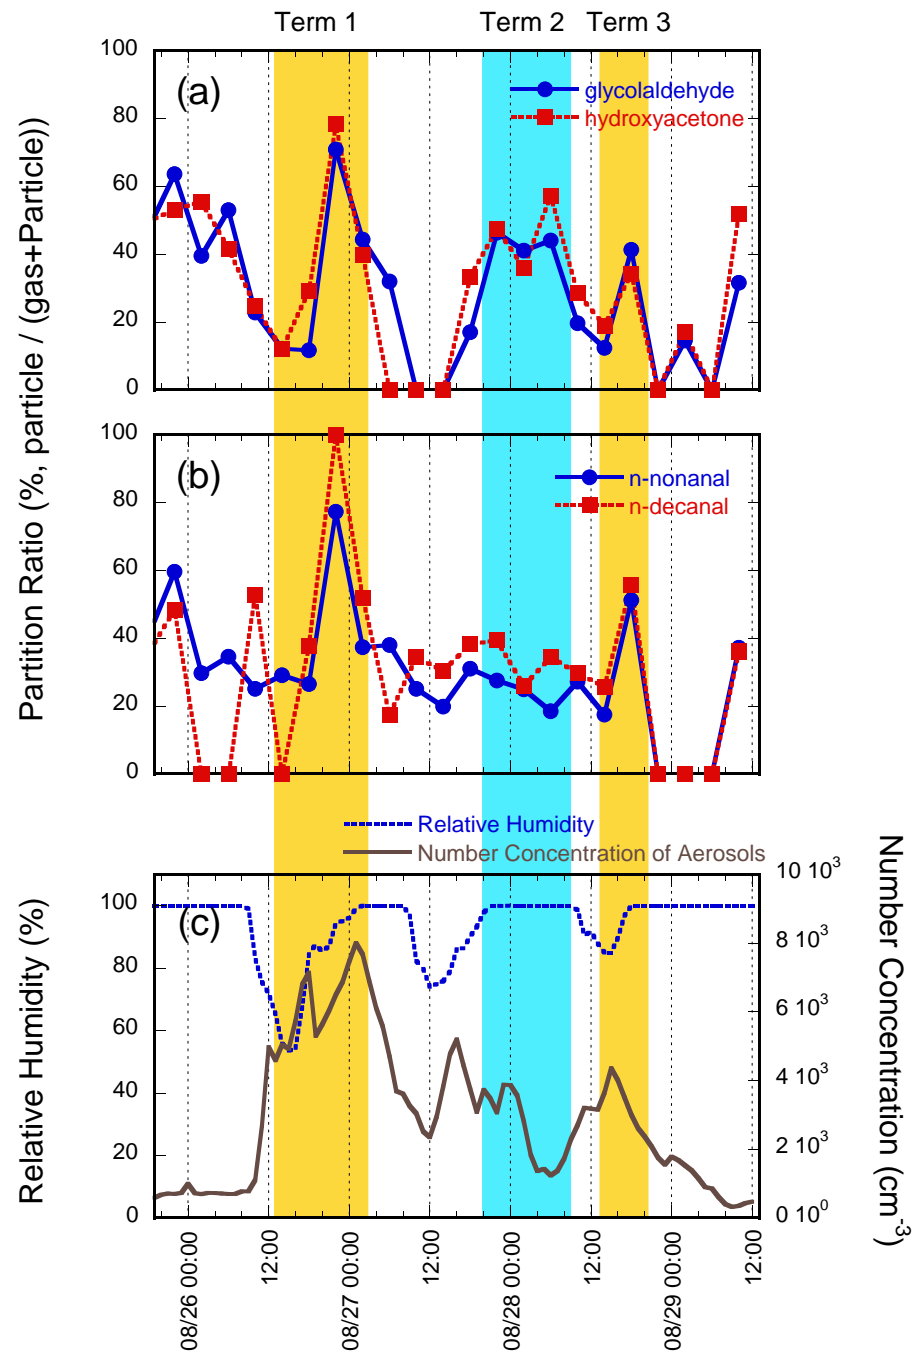 Term 1 Term 2 Term 3
Partition Ratio (%, particle / (gas+Particle))
(a)
glycolaldehyde
hydroxyacetone
100
80
60
40
20
0
(b)
n-nonanal
n-decanal
100
80
60
40
20
0
Relative Humidity
Number Concentration of Aerosols
(c)
Relative Humidity (%)
100
80
60
40
20
0
10 10³
8 10³
6 10³
4 10³
2 10³
0 10⁰
Number Concentration (cm⁻³)
08/26 00:00
12:00
08/27 00:00
12:00
08/28 00:00
12:00
08/29 00:00
12:00